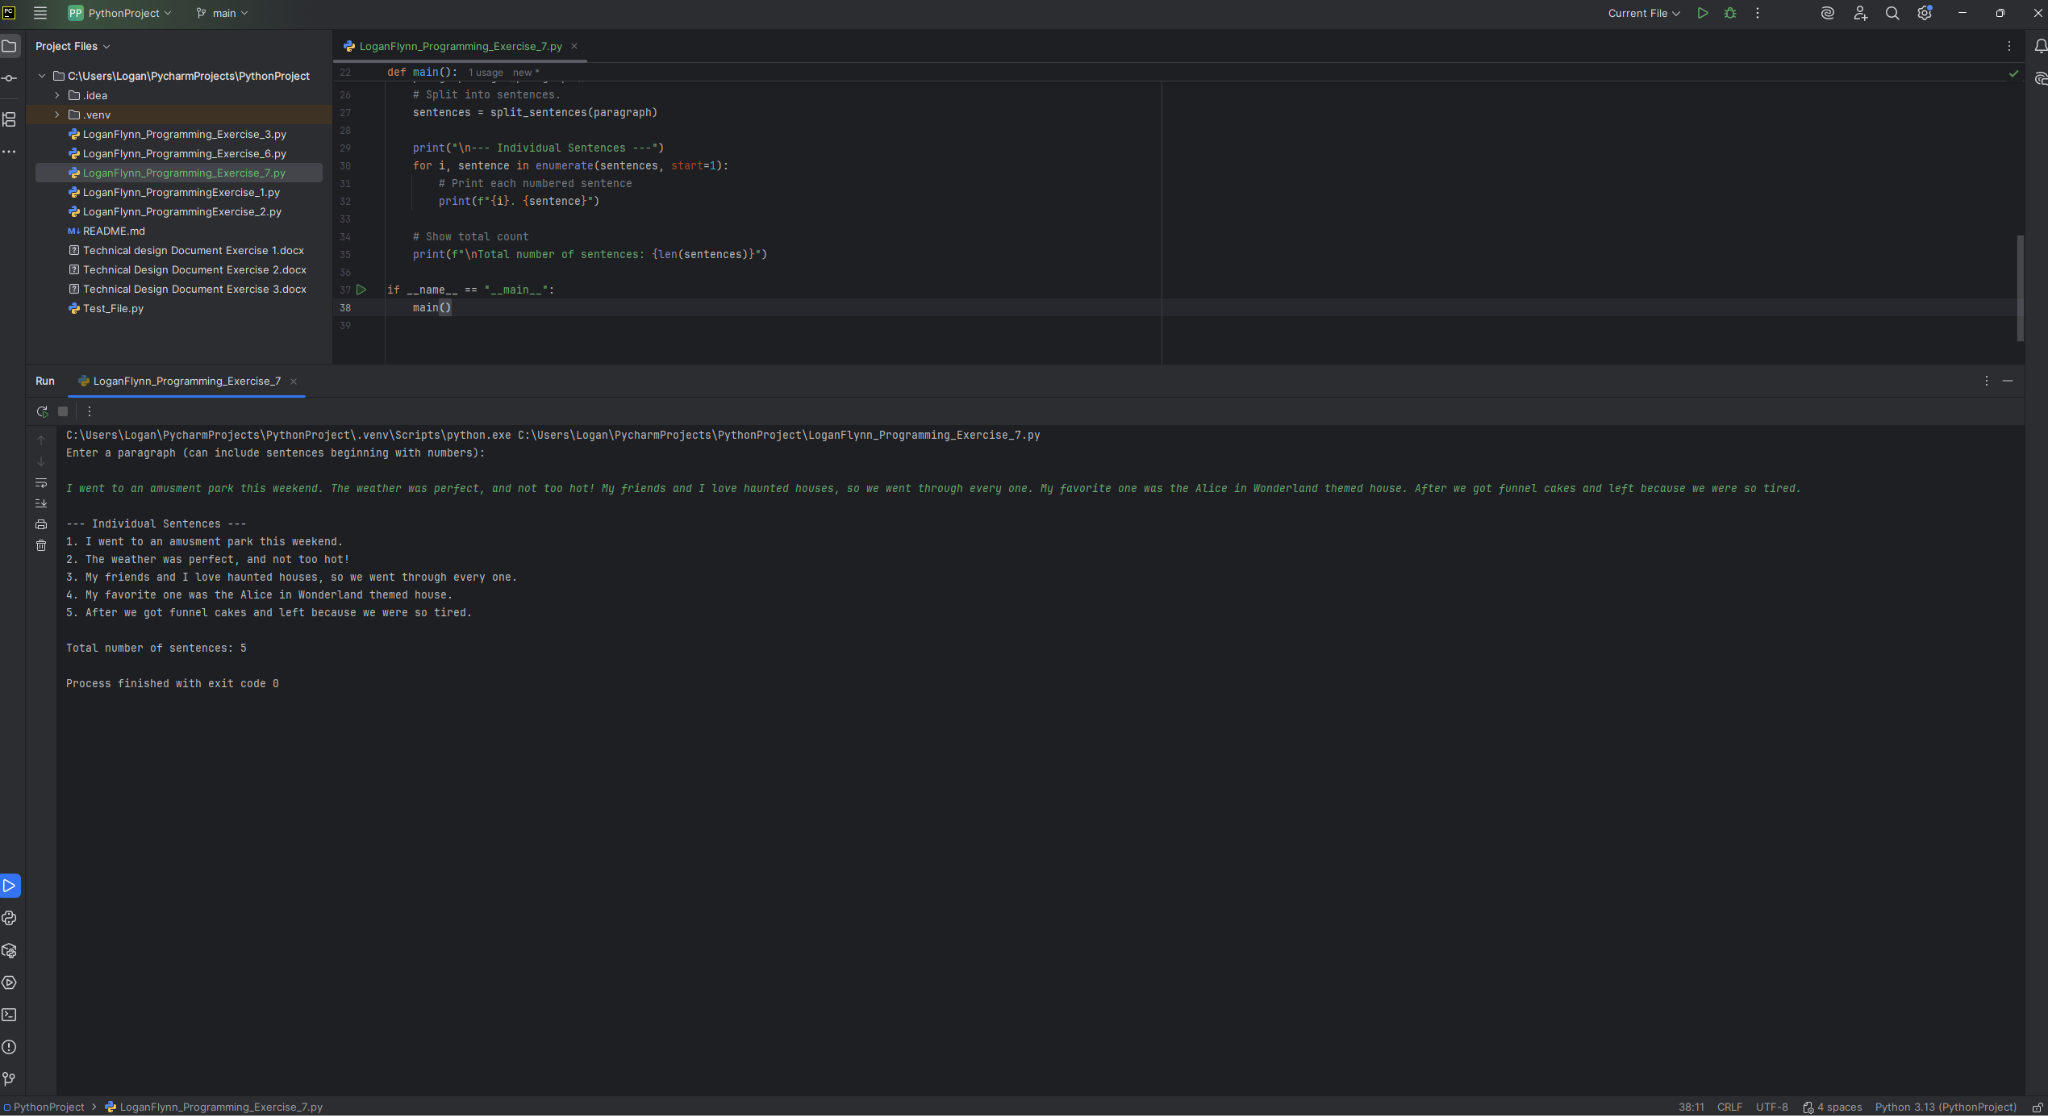 PC
PP PythonProject main Current File
Project Files
LoganFlynn_Programming_Exercise_7.py
C:\Users\Logan\PycharmProjects\PythonProject
.idea
.venv
LoganFlynn_Programming_Exercise_3.py
LoganFlynn_Programming_Exercise_6.py
LoganFlynn_Programming_Exercise_7.py
LoganFlynn_ProgrammingExercise_1.py
LoganFlynn_ProgrammingExercise_2.py
M↓ README.md
Technical design Document Exercise 1.docx
Technical Design Document Exercise 2.docx
Technical Design Document Exercise 3.docx
Test_File.py
22 def main(): 1 usage new *
26 # Split into sentences.
27 sentences = split_sentences(paragraph)
28
29 print("\n--- Individual Sentences ---")
30 for i, sentence in enumerate(sentences, start=1):
31 # Print each numbered sentence
32 print(f"{i}. {sentence}")
33
34 # Show total count
35 print(f"\nTotal number of sentences: {len(sentences)}")
36
37 if __name__ == "__main__":
38 main()
39
Run LoganFlynn_Programming_Exercise_7
C:\Users\Logan\PycharmProjects\PythonProject\.venv\Scripts\python.exe C:\Users\Logan\PycharmProjects\PythonProject\LoganFlynn_Programming_Exercise_7.py
Enter a paragraph (can include sentences beginning with numbers):
I went to an amusment park this weekend. The weather was perfect, and not too hot! My friends and I love haunted houses, so we went through every one. My favorite one was the Alice in Wonderland themed house. After we got funnel cakes and left because we were so tired.
--- Individual Sentences ---
1. I went to an amusment park this weekend.
2. The weather was perfect, and not too hot!
3. My friends and I love haunted houses, so we went through every one.
4. My favorite one was the Alice in Wonderland themed house.
5. After we got funnel cakes and left because we were so tired.
Total number of sentences: 5
Process finished with exit code 0
PythonProject > LoganFlynn_Programming_Exercise_7.py 38:11 CRLF UTF-8 4 spaces Python 3.13 (PythonProject)